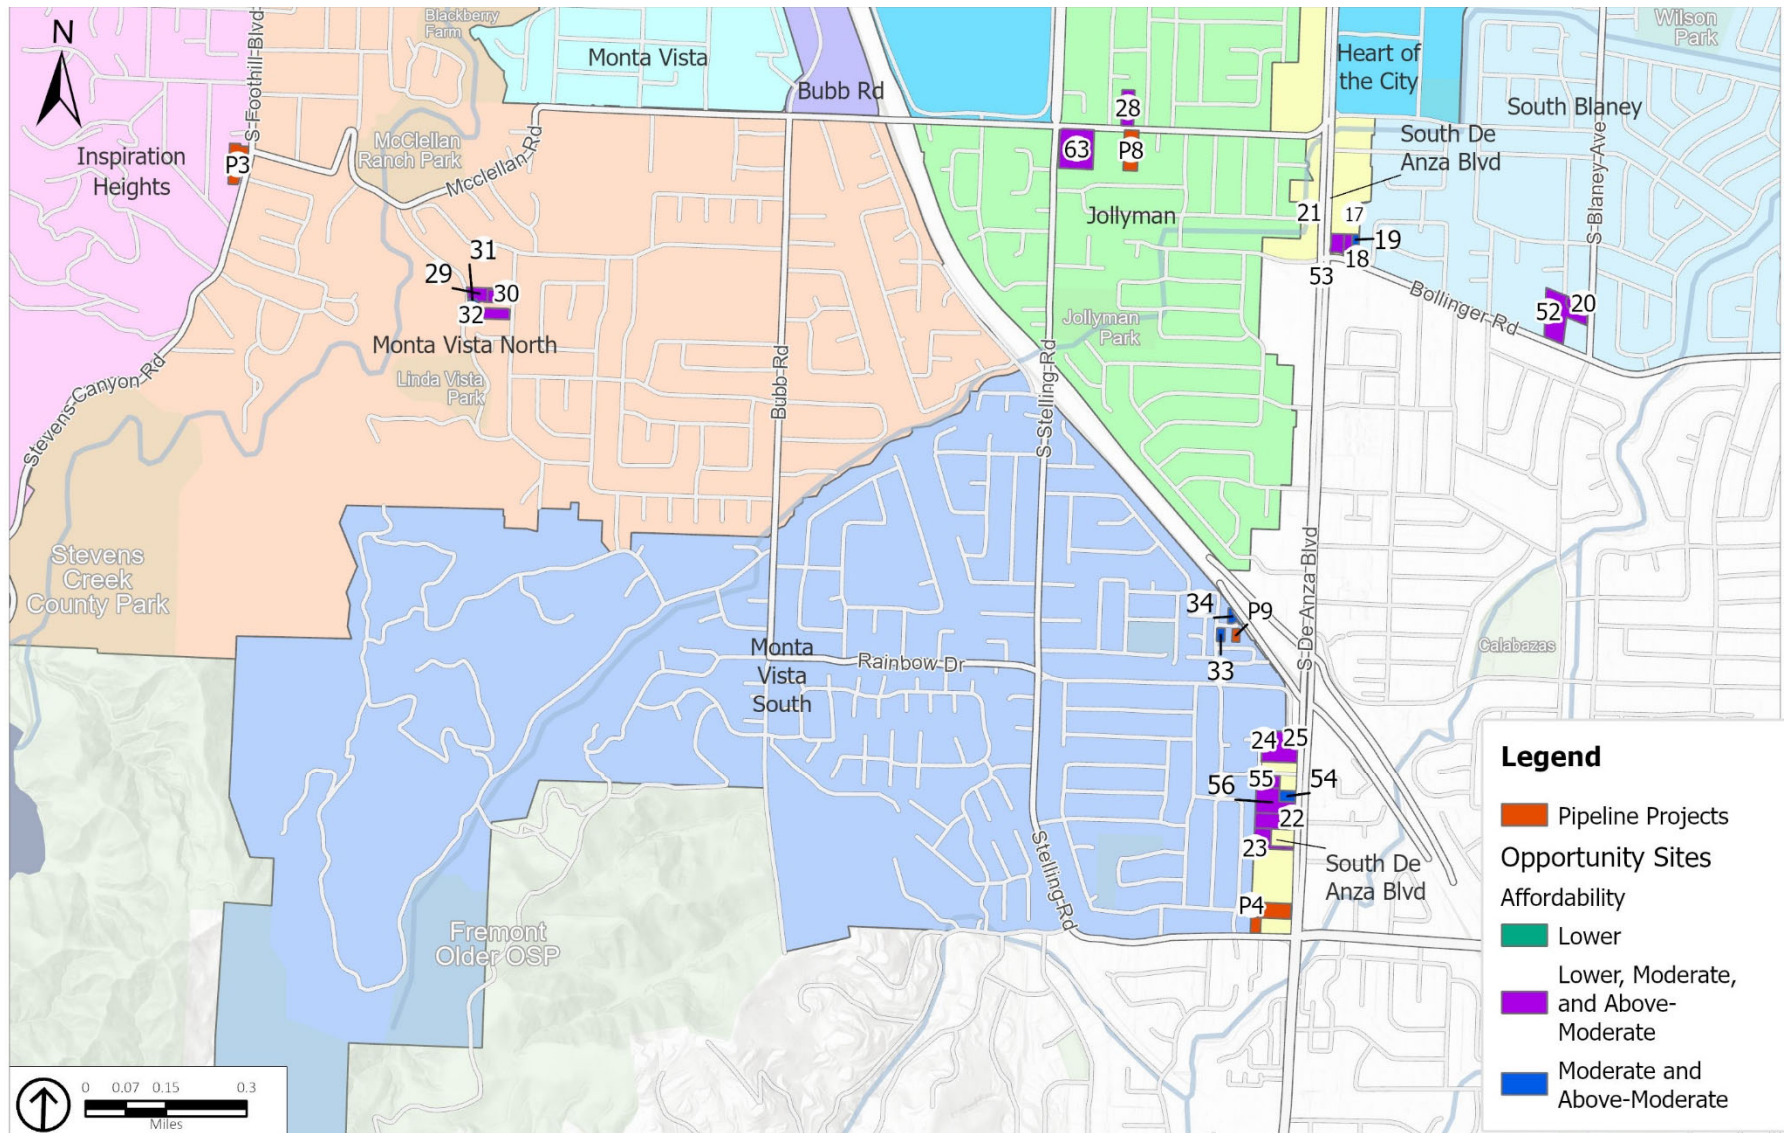 Blackberry
Farm
Wilson
Park
N
S Foothill Blvd
Monta Vista
Heart of
the City
Bubb Rd
28
South Blaney
South De
Anza Blvd
McClellan
Ranch Park
Inspiration
Heights
P3
63
P8
Mcclellan Rd
S Blaney Ave
Jollyman
21
17
19
18
31
29
30
32
53
Bollinger Rd
52
20
Jollyman
Park
Monta Vista North
Linda Vista
Park
Bubb Rd
S Stelling Rd
Stevens Canyon Rd
Stevens
Creek
County Park
S De Anza Blvd
34
P9
33
Calabazas
Monta
Vista
South
Rainbow Dr
24
25
55
54
56
22
23
South De
Anza Blvd
Stelling Rd
P4
Fremont
Older OSP
Legend
Pipeline Projects
Opportunity Sites
Affordability
Lower
Lower, Moderate,
and Above-
Moderate
Moderate and
Above-Moderate
0 0.07 0.15 0.3
Miles